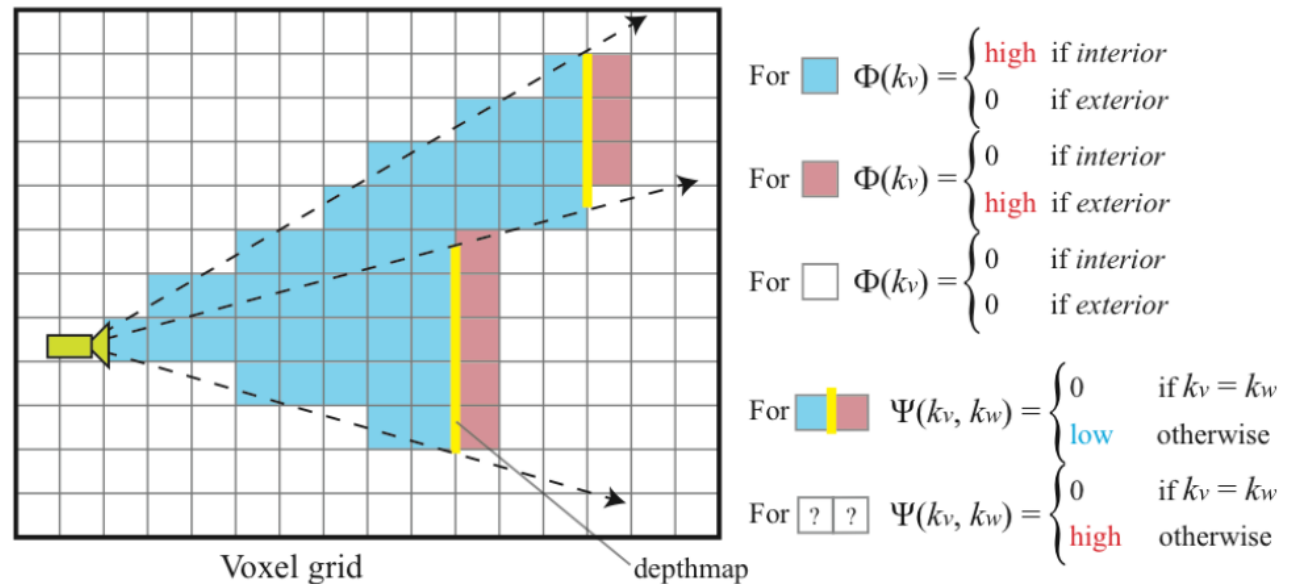 For Φ(kv) = { high if interior
0 if exterior
For Φ(kv) = { 0 if interior
high if exterior
For Φ(kv) = { 0 if interior
0 if exterior
For Ψ(kv, kw) = { 0 if kv = kw
low otherwise
For ? ? Ψ(kv, kw) = { 0 if kv = kw
high otherwise
Voxel grid
depthmap